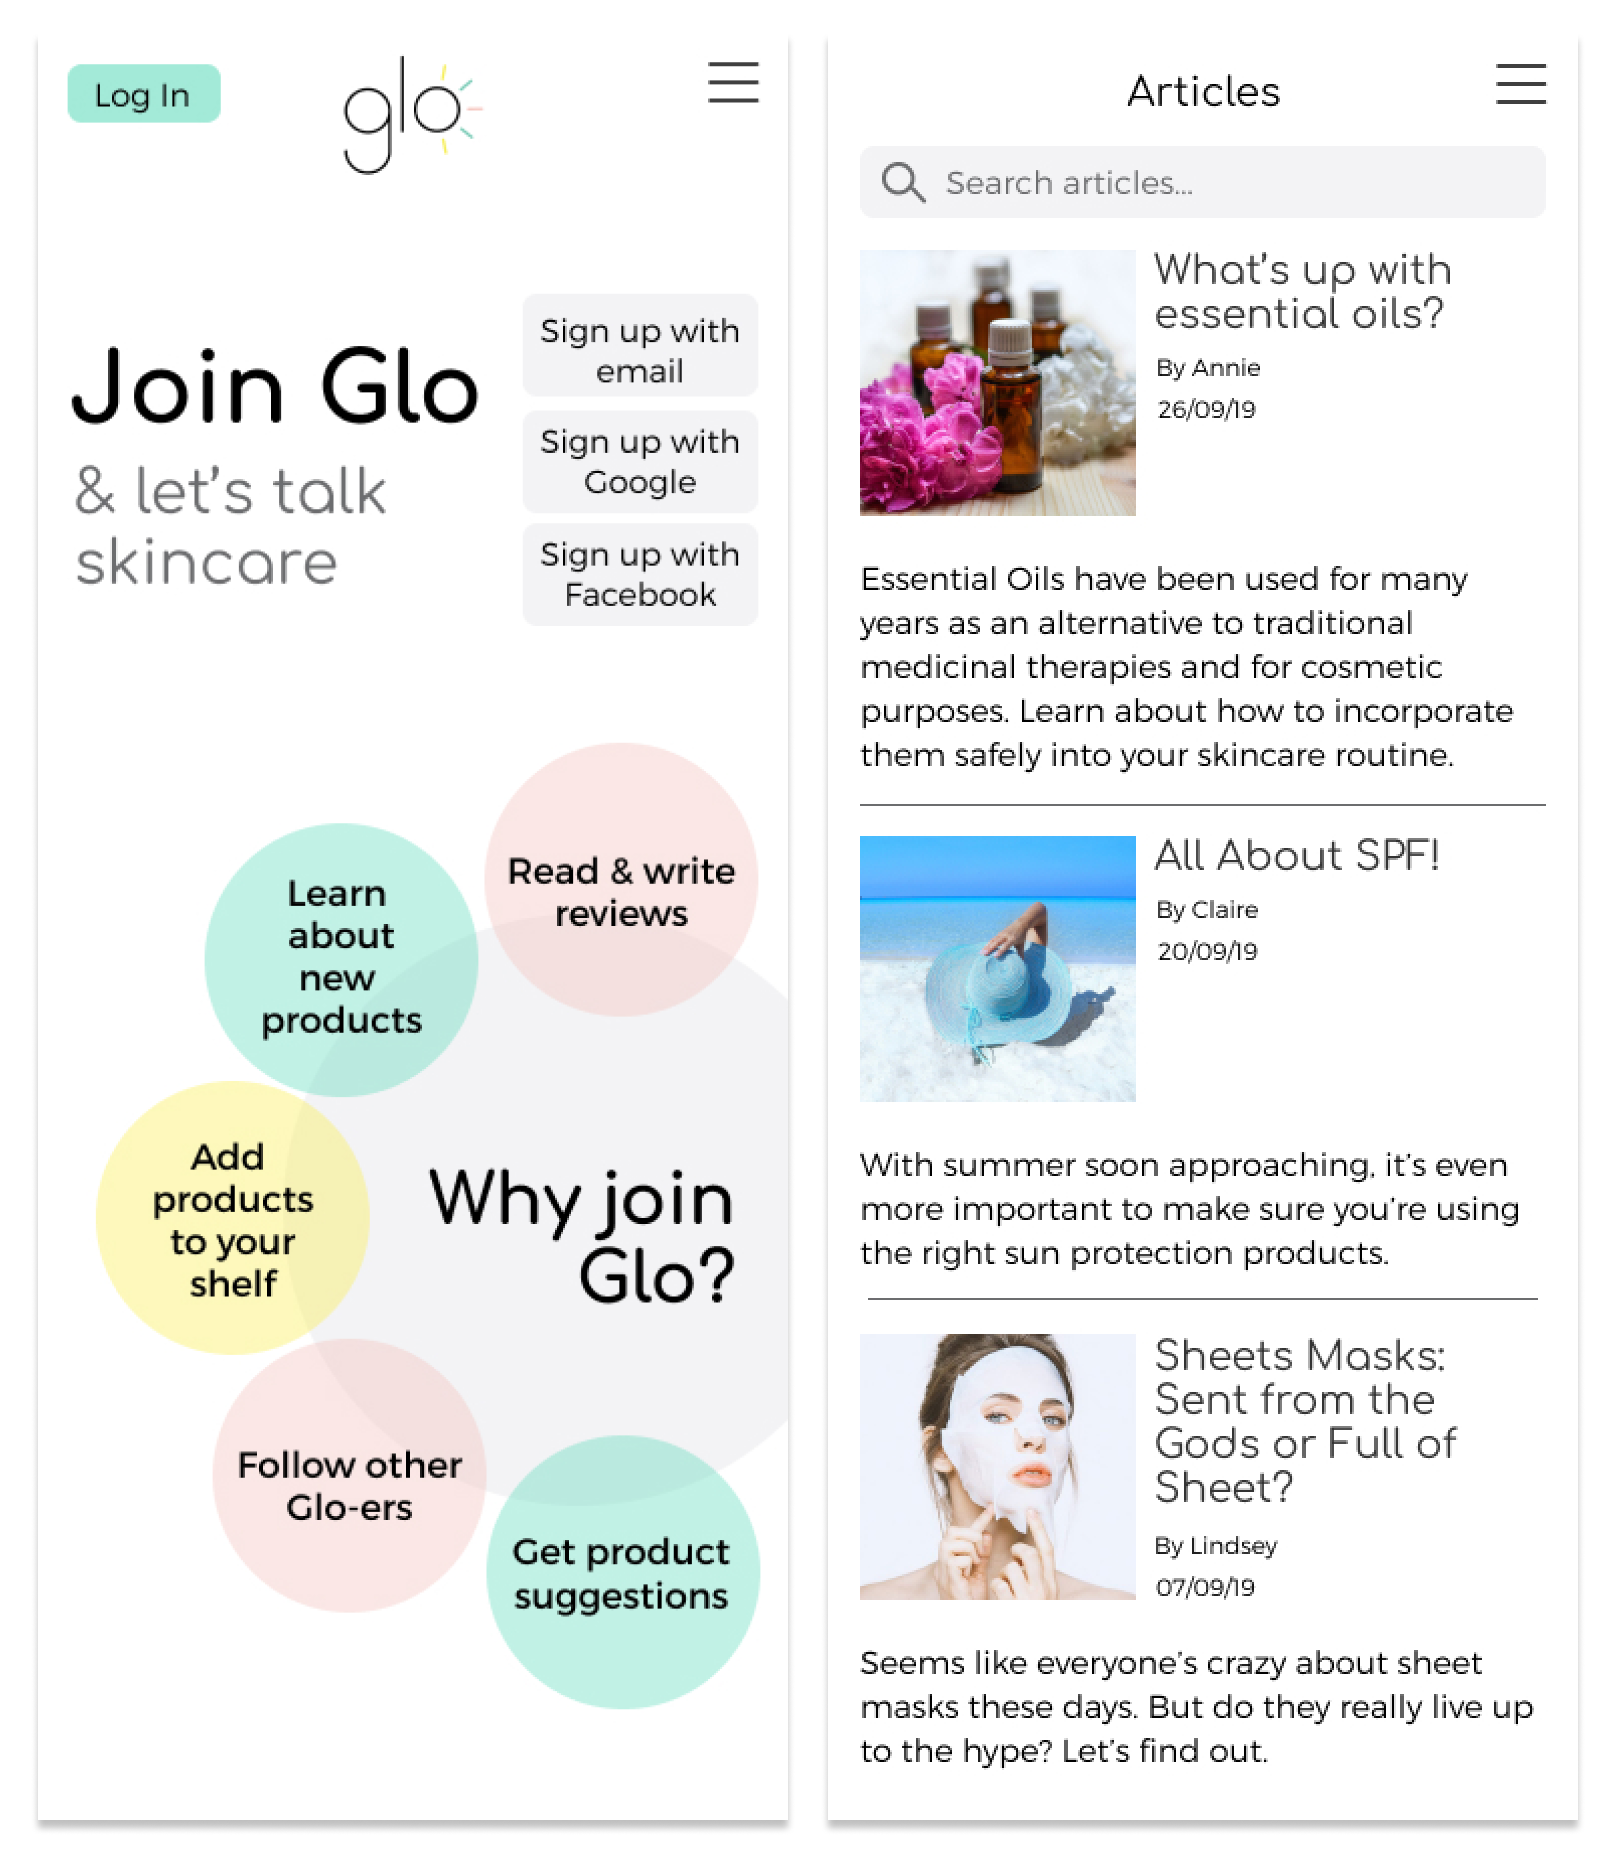 Log In
glo
Join Glo
& let's talk
skincare
Sign up with
email
Sign up with
Google
Sign up with
Facebook
Read & write
reviews
Learn
about
new
products
Add
products
to your
shelf
Why join
Glo?
Follow other
Glo-ers
Get product
suggestions
Articles
Search articles...
What's up with
essential oils?
By Annie
26/09/19
Essential Oils have been used for many
years as an alternative to traditional
medicinal therapies and for cosmetic
purposes. Learn about how to incorporate
them safely into your skincare routine.
All About SPF!
By Claire
20/09/19
With summer soon approaching, it's even
more important to make sure you're using
the right sun protection products.
Sheets Masks:
Sent from the
Gods or Full of
Sheet?
By Lindsey
07/09/19
Seems like everyone's crazy about sheet
masks these days. But do they really live up
to the hype? Let's find out.